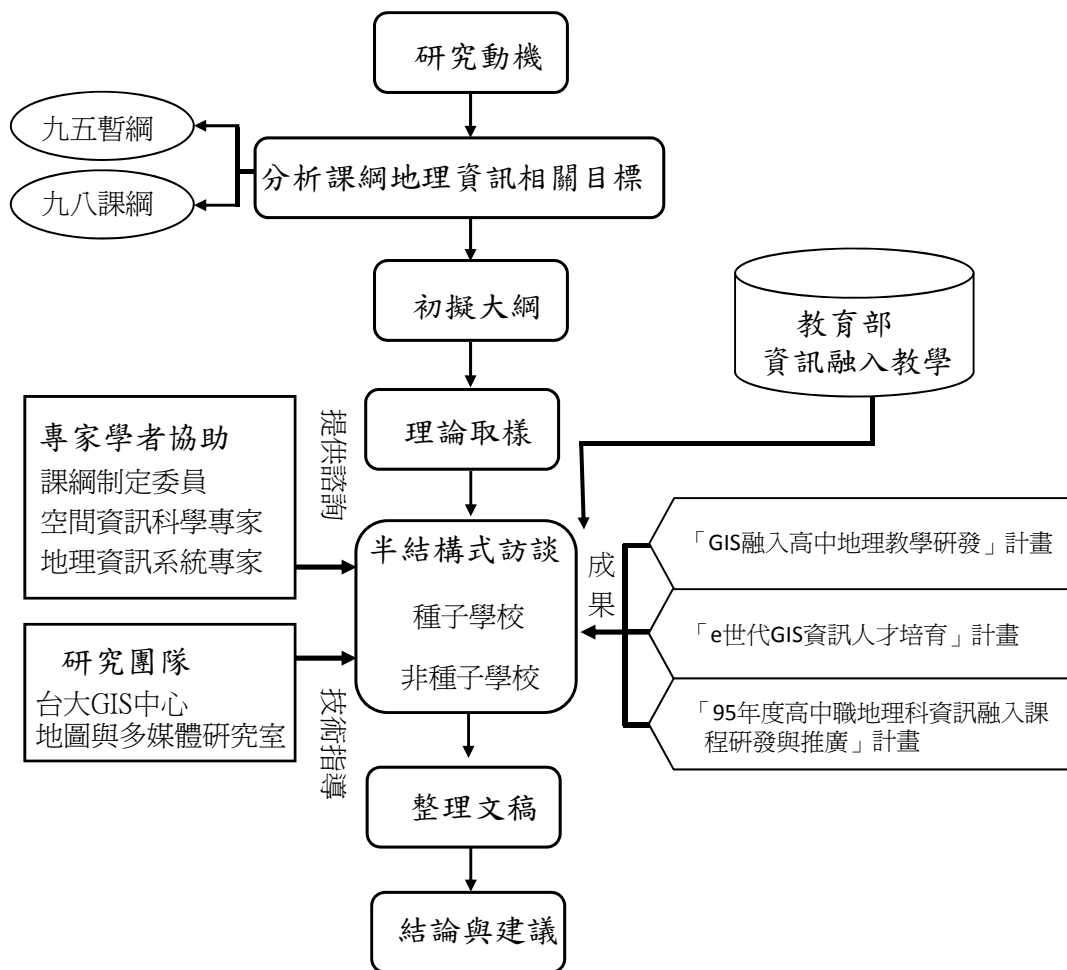 研究動機
九五暫綱
九八課綱
分析課綱地理資訊相關目標
初擬大綱
教育部
資訊融入教學
理論取樣
專家學者協助
課綱制定委員
空間資訊科學專家
地理資訊系統專家
提供諮詢
半結構式訪談
種子學校
非種子學校
成果
「GIS融入高中地理教學研發」計畫
「e世代GIS資訊人才培育」計畫
「95年度高中職地理科資訊融入課
程研發與推廣」計畫
研究團隊
台大GIS中心
地圖與多媒體研究室
技術指導
整理文稿
結論與建議